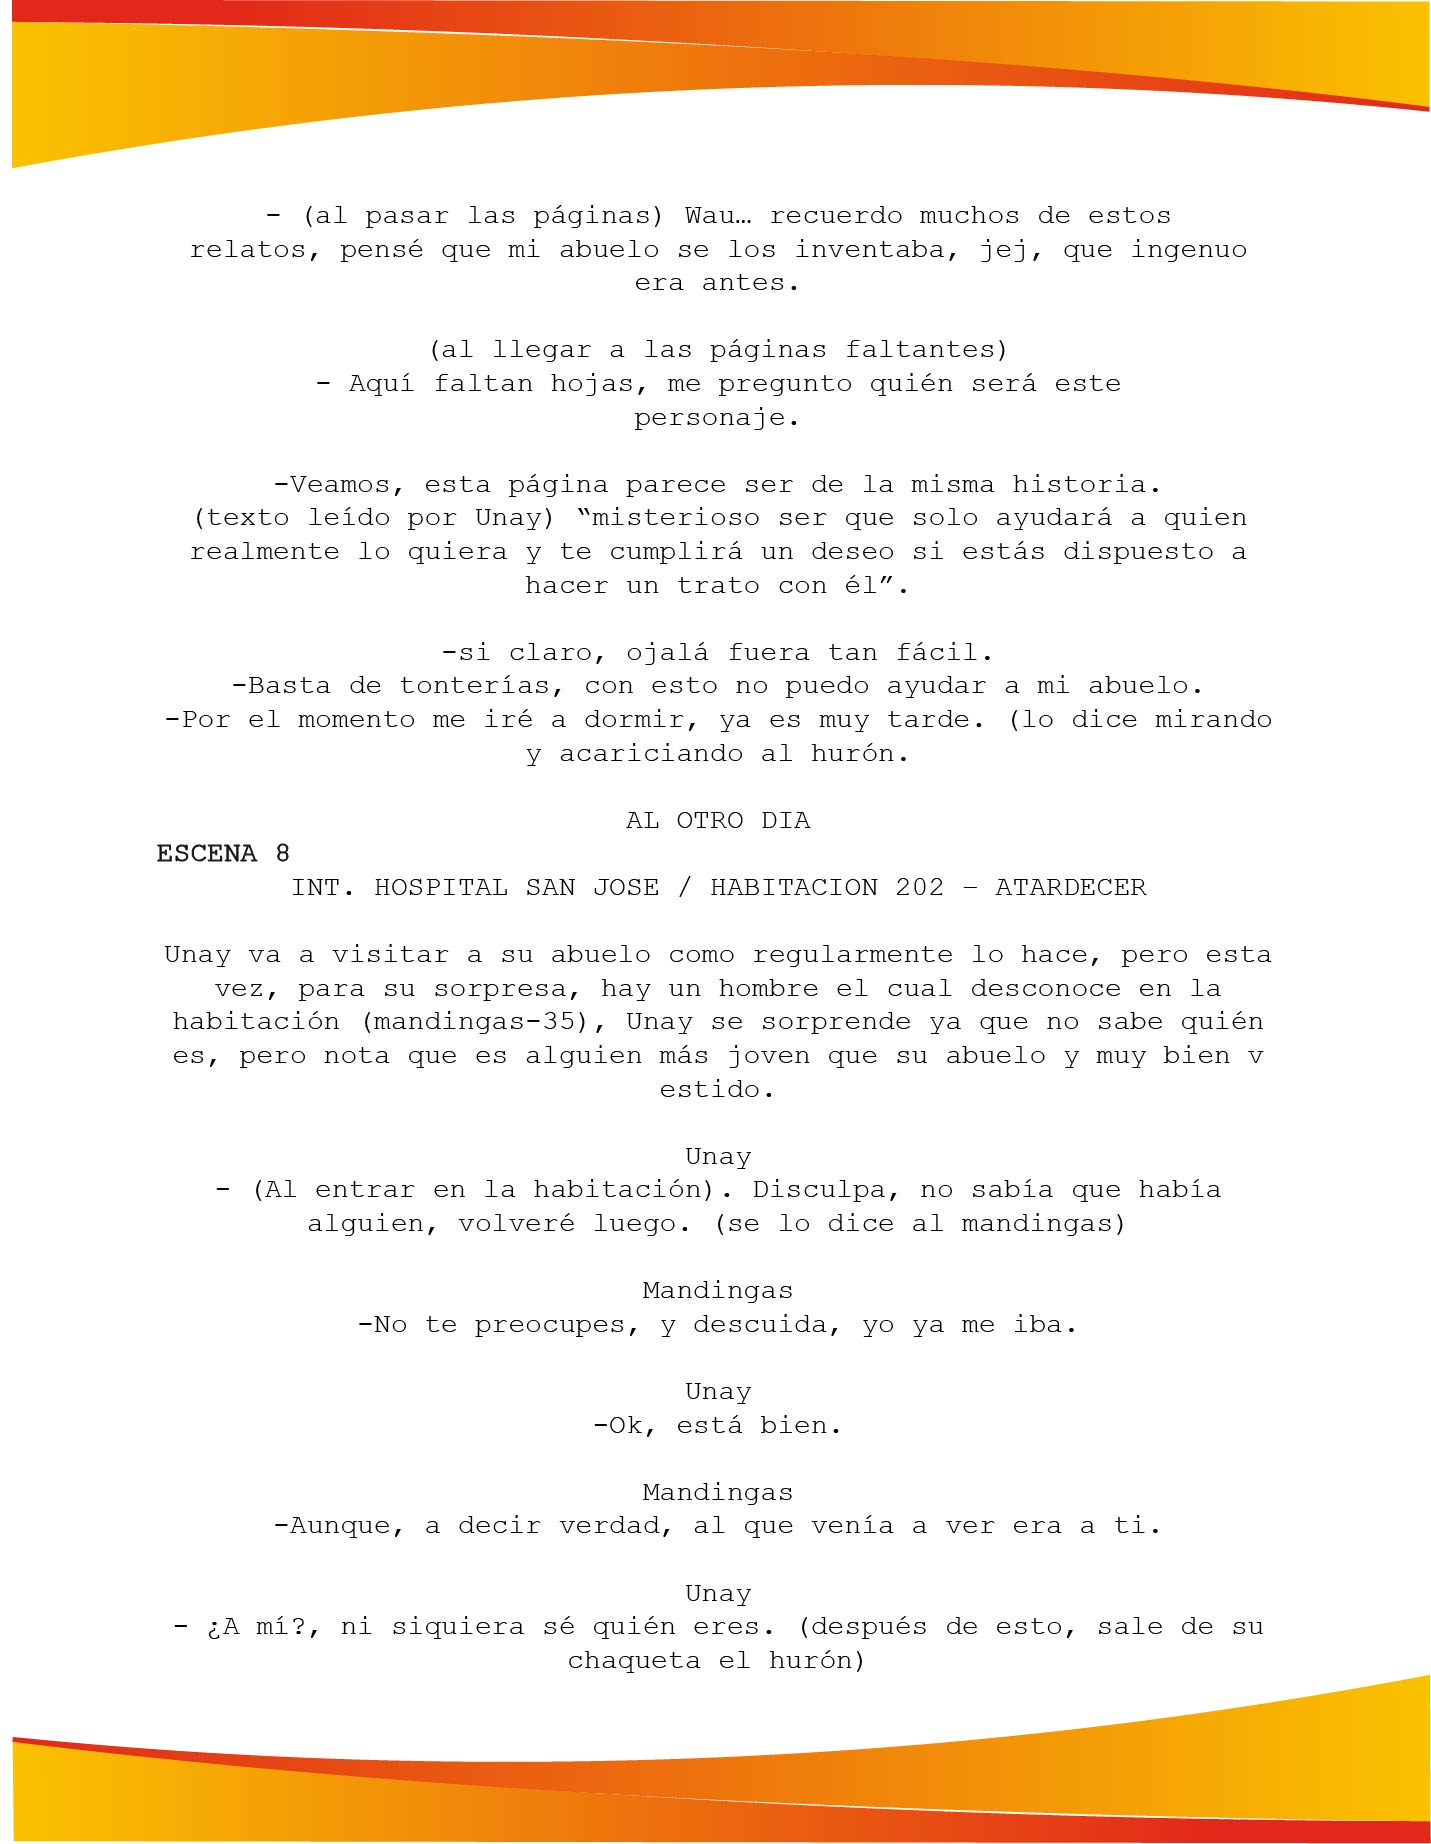 - (al pasar las páginas) Wau… recuerdo muchos de estos
relatos, pensé que mi abuelo se los inventaba, jej, que ingenuo
era antes.
(al llegar a las páginas faltantes)
- Aquí faltan hojas, me pregunto quién será este
personaje.
-Veamos, esta página parece ser de la misma historia.
(texto leído por Unay) “misterioso ser que solo ayudará a quien
realmente lo quiera y te cumplirá un deseo si estás dispuesto a
hacer un trato con él”.
-si claro, ojalá fuera tan fácil.
-Basta de tonterías, con esto no puedo ayudar a mi abuelo.
-Por el momento me iré a dormir, ya es muy tarde. (lo dice mirando
y acariciando al hurón.
AL OTRO DIA
ESCENA 8
INT. HOSPITAL SAN JOSE / HABITACION 202 – ATARDECER
Unay va a visitar a su abuelo como regularmente lo hace, pero esta
vez, para su sorpresa, hay un hombre el cual desconoce en la
habitación (mandingas-35), Unay se sorprende ya que no sabe quién
es, pero nota que es alguien más joven que su abuelo y muy bien v
estido.
Unay
- (Al entrar en la habitación). Disculpa, no sabía que había
alguien, volveré luego. (se lo dice al mandingas)
Mandingas
-No te preocupes, y descuida, yo ya me iba.
Unay
-Ok, está bien.
Mandingas
-Aunque, a decir verdad, al que venía a ver era a ti.
Unay
- ¿A mí?, ni siquiera sé quién eres. (después de esto, sale de su
chaqueta el hurón)